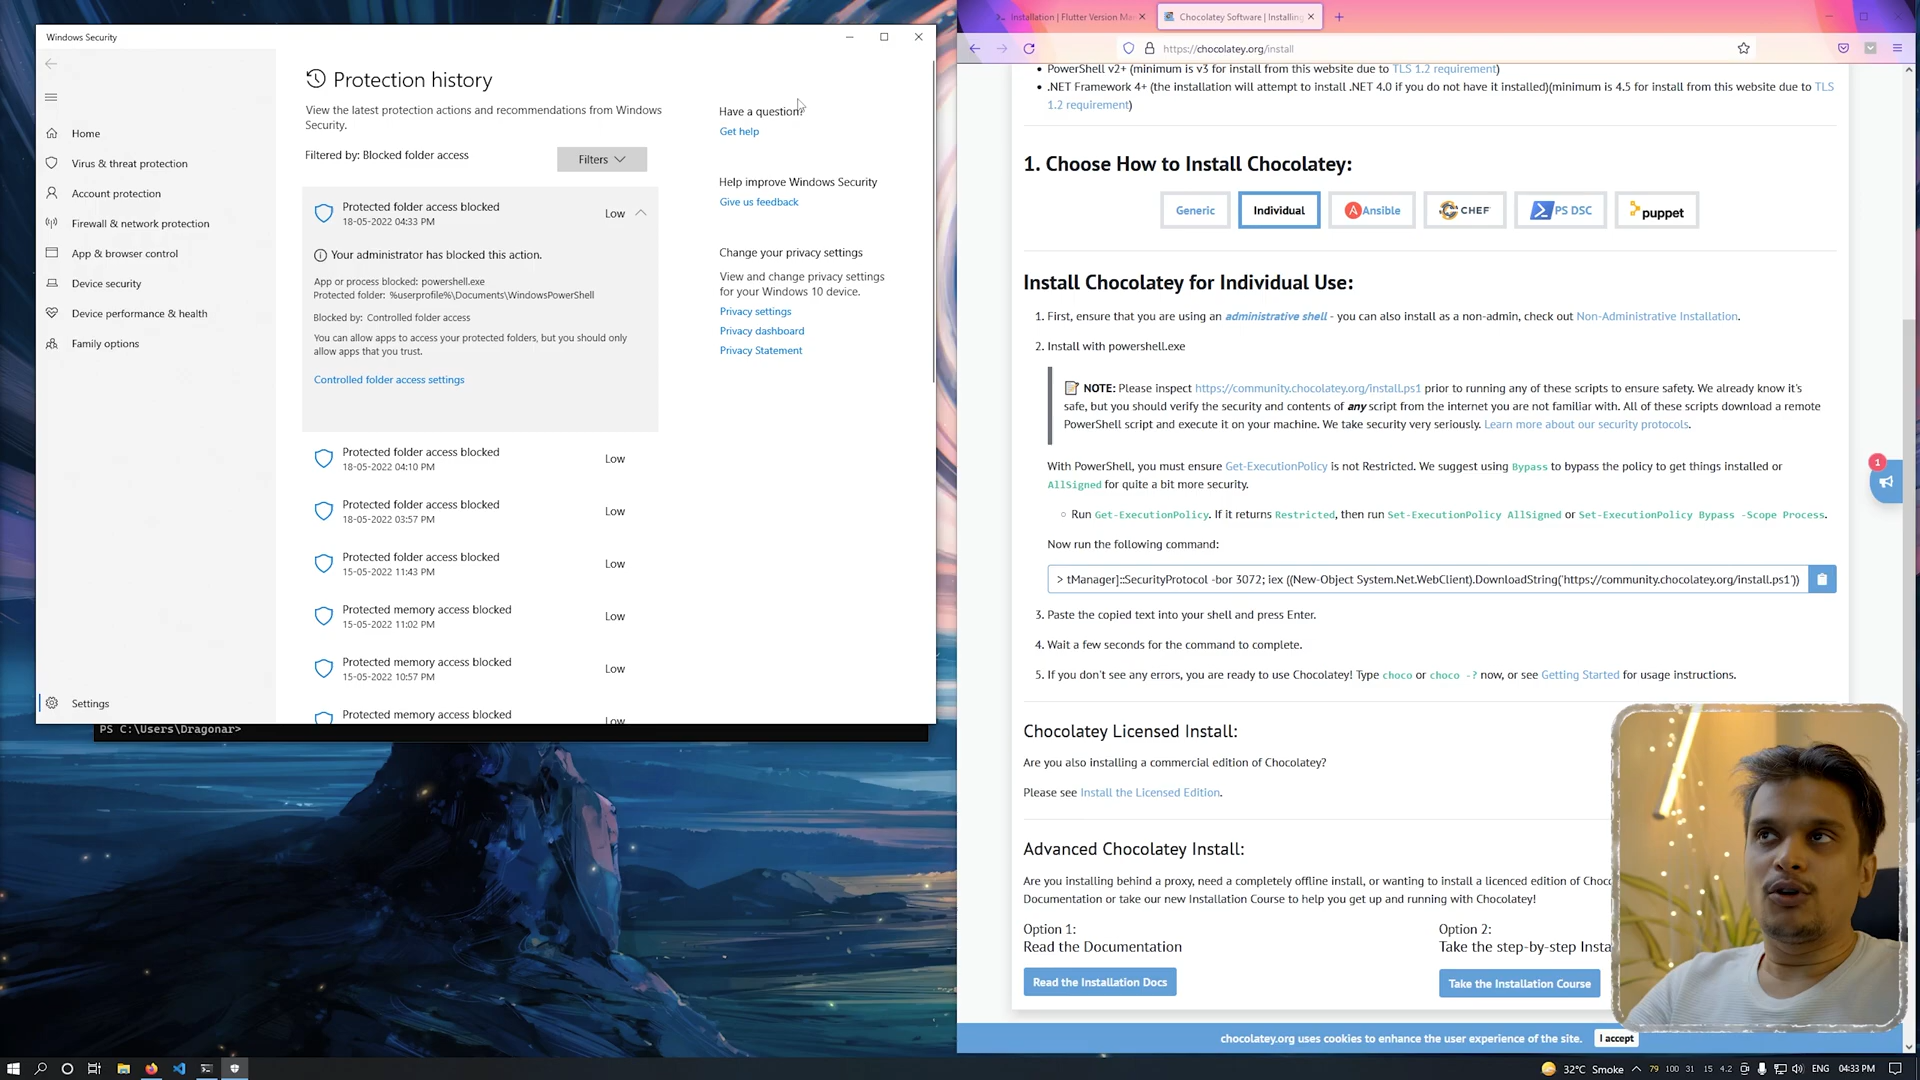 Windows Security
Home
Virus & threat protection
Account protection
Firewall & network protection
App & browser control
Device security
Device performance & health
Family options
Settings
Protection history
View the latest protection actions and recommendations from Windows
Security.
Filtered by: Blocked folder access
Filters
Protected folder access blocked
18-05-2022 04:33 PM
Low
Your administrator has blocked this action.
App or process blocked: powershell.exe
Protected folder: %userprofile%\Documents\WindowsPowerShell
Blocked by: Controlled folder access
You can allow apps to access your protected folders, but you should only
allow apps that you trust.
Controlled folder access settings
Protected folder access blocked
18-05-2022 04:10 PM
Low
Protected folder access blocked
18-05-2022 03:57 PM
Low
Protected folder access blocked
15-05-2022 11:43 PM
Low
Protected memory access blocked
15-05-2022 11:02 PM
Low
Protected memory access blocked
15-05-2022 10:57 PM
Low
Protected memory access blocked
Low
Have a question?
Get help
Help improve Windows Security
Give us feedback
Change your privacy settings
View and change privacy settings
for your Windows 10 device.
Privacy settings
Privacy dashboard
Privacy Statement
PS C:\Users\Dragonar>
Installation | Flutter Version Ma
Chocolatey Software | Installing
https://chocolatey.org/install
PowerShell v2+ (minimum is v3 for install from this website due to TLS 1.2 requirement)
.NET Framework 4+ (the installation will attempt to install .NET 4.0 if you do not have it installed)(minimum is 4.5 for install from this website due to TLS
1.2 requirement)
1. Choose How to Install Chocolatey:
Generic
Individual
Ansible
CHEF
PS DSC
puppet
Install Chocolatey for Individual Use:
1. First, ensure that you are using an administrative shell - you can also install as a non-admin, check out Non-Administrative Installation.
2. Install with powershell.exe
NOTE: Please inspect https://community.chocolatey.org/install.ps1 prior to running any of these scripts to ensure safety. We already know it's
safe, but you should verify the security and contents of any script from the internet you are not familiar with. All of these scripts download a remote
PowerShell script and execute it on your machine. We take security very seriously. Learn more about our security protocols.
With PowerShell, you must ensure Get-ExecutionPolicy is not Restricted. We suggest using Bypass to bypass the policy to get things installed or
AllSigned for quite a bit more security.
Run Get-ExecutionPolicy. If it returns Restricted, then run Set-ExecutionPolicy AllSigned or Set-ExecutionPolicy Bypass -Scope Process.
Now run the following command:
> tManager]::SecurityProtocol -bor 3072; iex ((New-Object System.Net.WebClient).DownloadString('https://community.chocolatey.org/install.ps1'))
1
3. Paste the copied text into your shell and press Enter.
4. Wait a few seconds for the command to complete.
5. If you don't see any errors, you are ready to use Chocolatey! Type choco or choco -? now, or see Getting Started for usage instructions.
Chocolatey Licensed Install:
Are you also installing a commercial edition of Chocolatey?
Please see Install the Licensed Edition.
Advanced Chocolatey Install:
Are you installing behind a proxy, need a completely offline install, or wanting to install a licenced edition of Choco
Documentation or take our new Installation Course to help you get up and running with Chocolatey!
Option 1:
Read the Documentation
Read the Installation Docs
Option 2:
Take the step-by-step Insta
Take the Installation Course
chocolatey.org uses cookies to enhance the user experience of the site.
I accept
32°C Smoke
79 100 31 15 4.2
ENG
04:33 PM